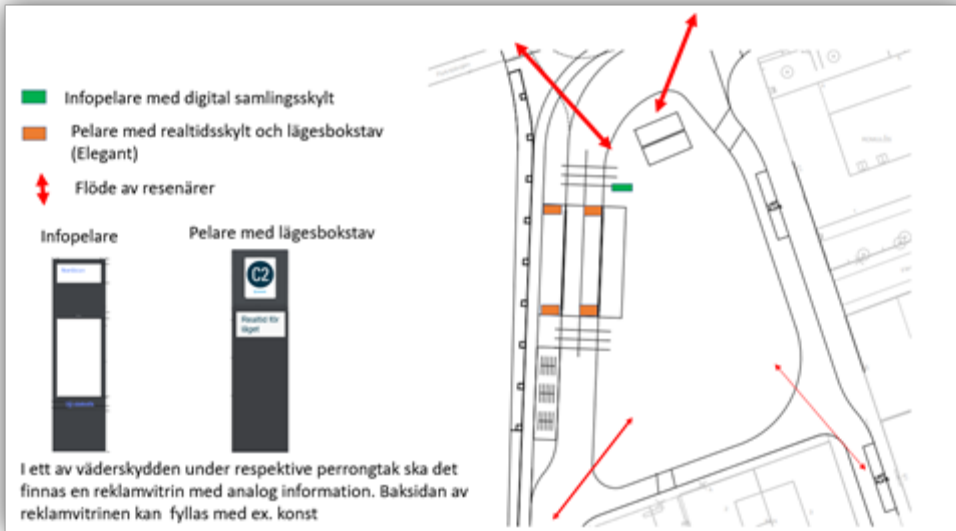 Infopelare med digital samlingsskylt
Pelare med realtidsskylt och lägesbokstav
(Elegant)
Flöde av resenärer
Infopelare
Pelare med lägesbokstav
C2
Realtid för
läget
I ett av väderskydden under respektive perrongtak ska det
finnas en reklamvitrin med analog information. Baksidan av
reklamvitrinen kan fyllas med ex. konst